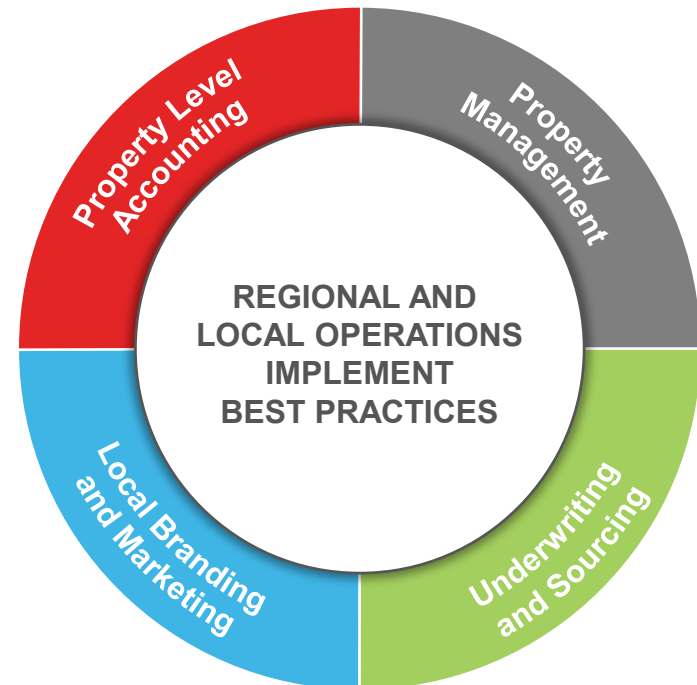 Property Level
Accounting
Property
Management
REGIONAL AND
LOCAL OPERATIONS
IMPLEMENT
BEST PRACTICES
Local Branding
and Marketing
Underwriting
and Sourcing